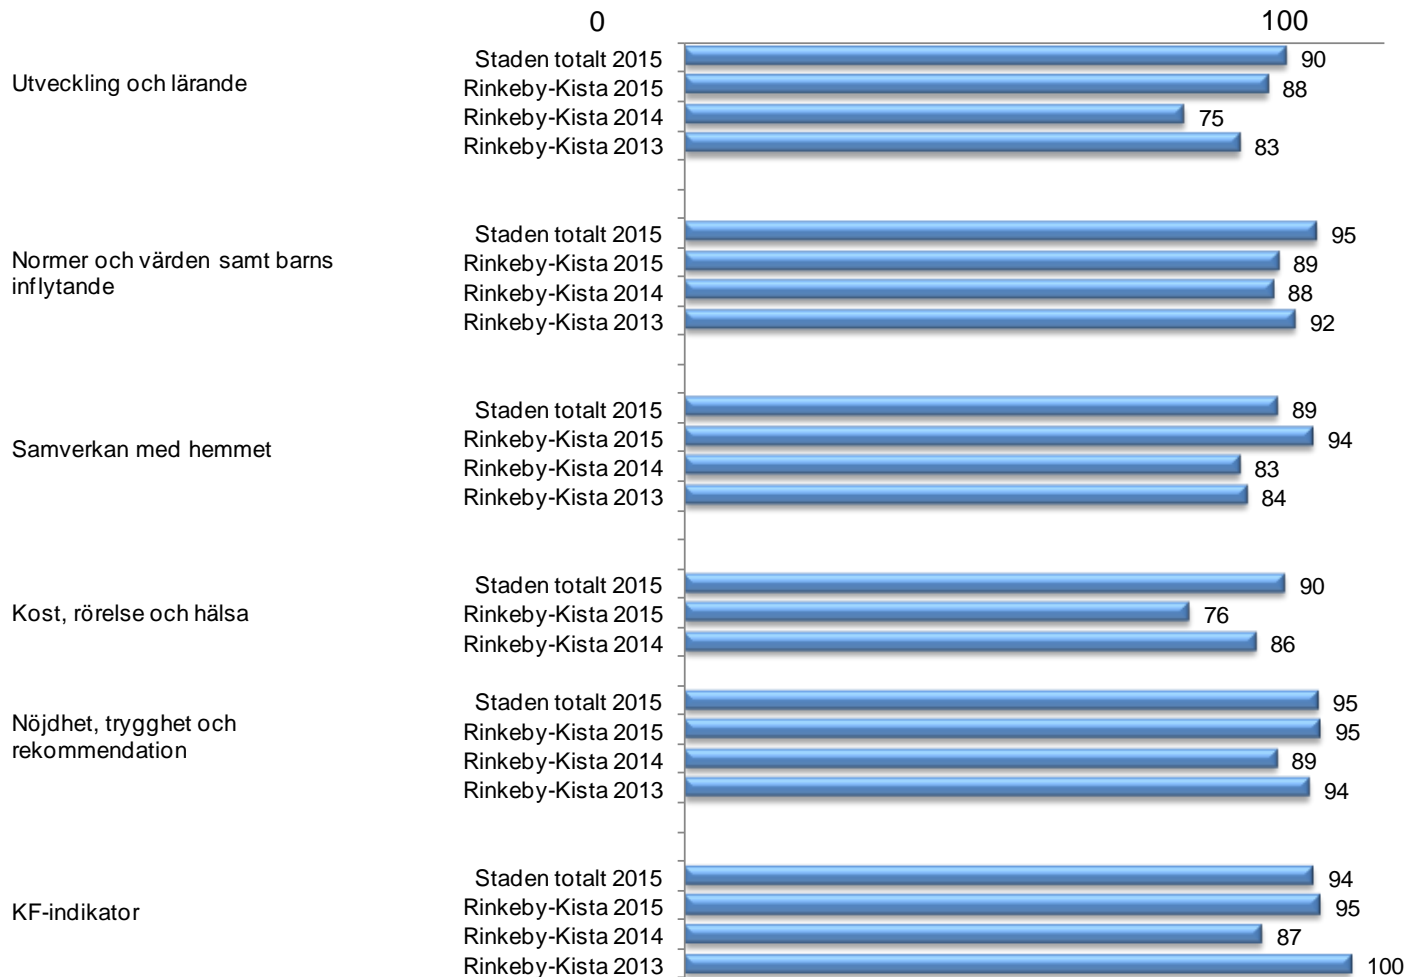 0 100
Utveckling och lärande
Staden totalt 2015 90
Rinkeby-Kista 2015 88
Rinkeby-Kista 2014 75
Rinkeby-Kista 2013 83
Normer och värden samt barns
inflytande
Staden totalt 2015 95
Rinkeby-Kista 2015 89
Rinkeby-Kista 2014 88
Rinkeby-Kista 2013 92
Samverkan med hemmet
Staden totalt 2015 89
Rinkeby-Kista 2015 94
Rinkeby-Kista 2014 83
Rinkeby-Kista 2013 84
Kost, rörelse och hälsa
Staden totalt 2015 90
Rinkeby-Kista 2015 76
Rinkeby-Kista 2014 86
Nöjdhet, trygghet och
rekommendation
Staden totalt 2015 95
Rinkeby-Kista 2015 95
Rinkeby-Kista 2014 89
Rinkeby-Kista 2013 94
KF-indikator
Staden totalt 2015 94
Rinkeby-Kista 2015 95
Rinkeby-Kista 2014 87
Rinkeby-Kista 2013 100